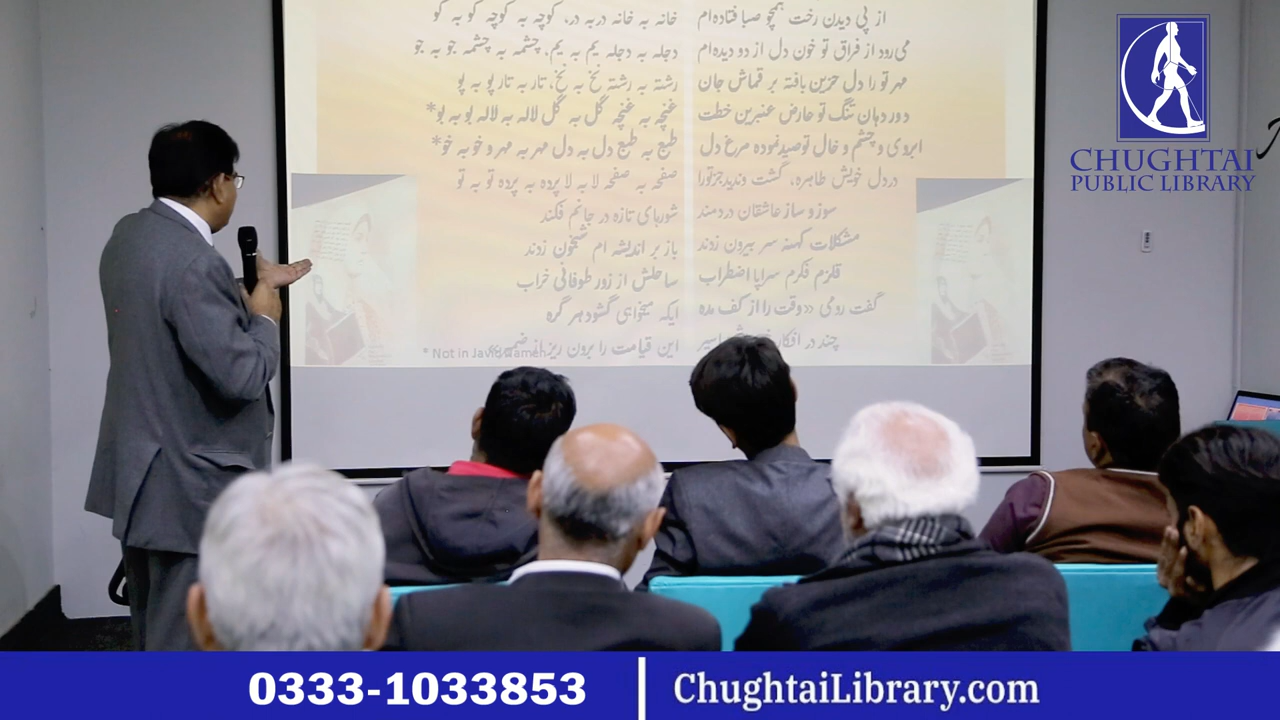 از پی دیدن رخت همچو صبا فتاده‌ام خانه به خانه در به در، کوچه به کوچه کو به کو
می‌رود از فراق تو خون دل از دو دیده‌ام دجله به دجله یم به یم، چشمه به چشمه جو به جو
مهر تو را دل حزین بافته بر قماش جان رشته به رشته نخ به نخ، تار به تار پو به پو
دور دهان تنگ تو عارض عنبرین خطت غنچه به غنچه گل به گل لاله به لاله بو به بو*
ابروی و چشم و خال تو صید نموده مرغ دل طبع به طبع دل به دل مهر به مهر و خو به خو*
در دل خویش طاهره، گشت و ندید جز تو را صفحه به صفحه لا به لا پرده به پرده تو به تو
سوز و ساز عاشقان دردمند شورهای تازه در جانم فکند
مشکلات کهنه سر بیرون زدند باز بر اندیشه ام شبخون زدند
قلزم فکرم سراپا اضطراب ساحلش از زور طوفانی خراب
گفت رومی «وقت را از کف مده ایکه میخواهی گشود هر گره
چند در افکار اسیر این قیامت را برون ریز از
* Not in Javid Nameh
CHUGHTAI
PUBLIC LIBRARY
0333-1033853 ChughtaiLibrary.com